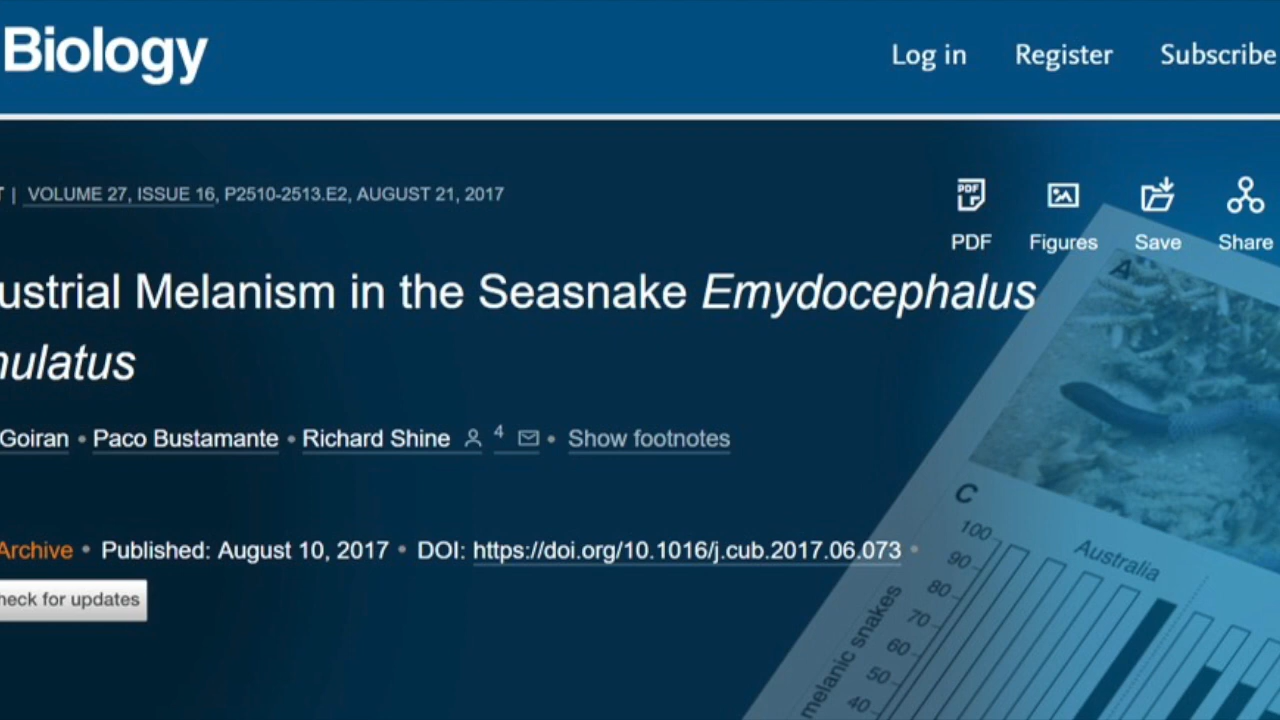 Biology
Log in Register Subscribe
T | VOLUME 27, ISSUE 16, P2510-2513.E2, AUGUST 21, 2017
PDF Figures Save Share
ustrial Melanism in the Seasnake Emydocephalus
nulatus
Goiran • Paco Bustamante • Richard Shine 4 • Show footnotes
Archive • Published: August 10, 2017 • DOI: https://doi.org/10.1016/j.cub.2017.06.073 •
heck for updates
A
C
Australia
100
90
80
70
60
50
40
melanic snakes